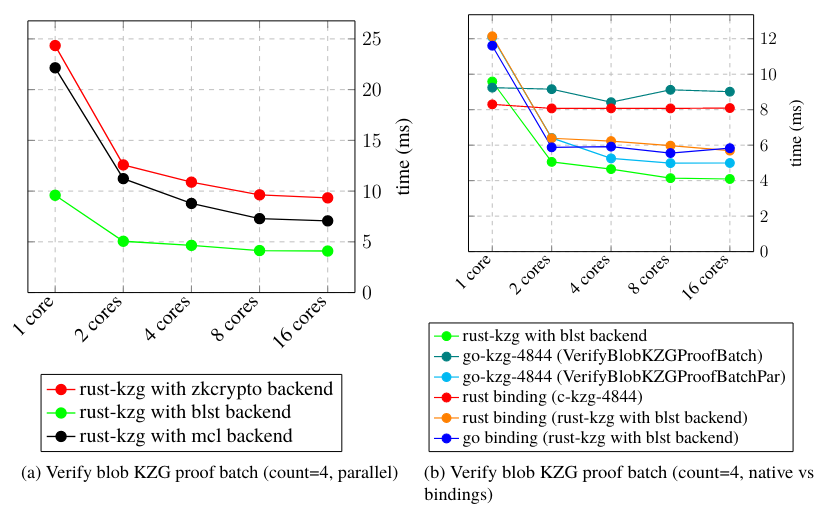 25
20
15
10
5
0
time (ms)
1 core
2 cores
4 cores
8 cores
16 cores
rust-kzg with zkcrypto backend
rust-kzg with blst backend
rust-kzg with mcl backend
(a) Verify blob KZG proof batch (count=4, parallel)
12
10
8
6
4
2
0
time (ms)
1 core
2 cores
4 cores
8 cores
16 cores
rust-kzg with blst backend
go-kzg-4844 (VerifyBlobKZGProofBatch)
go-kzg-4844 (VerifyBlobKZGProofBatchPar)
rust binding (c-kzg-4844)
rust binding (rust-kzg with blst backend)
go binding (rust-kzg with blst backend)
(b) Verify blob KZG proof batch (count=4, native vs
bindings)